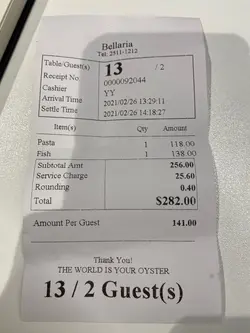 Bellaria
Tel: 2511-1212
Table/Guest(s) 13 / 2
Receipt No. 0000092044
Cashier YY
Arrival Time 2021/02/26 13:29:11
Settle Time 2021/02/26 14:18:27
Item(s) Qty Amount
Pasta 1 118.00
Fish 1 138.00
Subtotal Amt 256.00
Service Charge 25.60
Rounding 0.40
Total $282.00
Amount Per Guest 141.00
Thank You!
THE WORLD IS YOUR OYSTER
13 / 2 Guest(s)